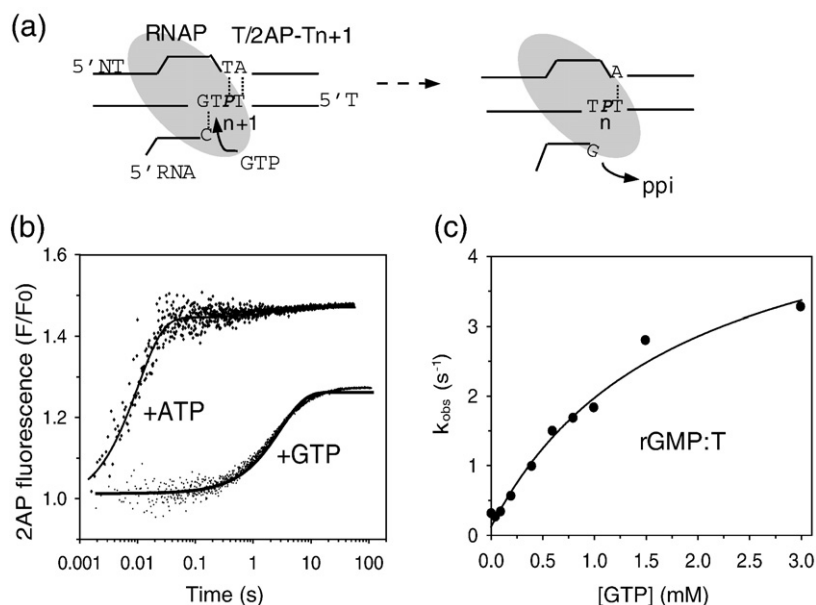 (a)
RNAP
T/2AP-Tn+1
5'NT
TA
GTPT
5'T
n+1
C
5'RNA
GTP
A
TPT
n
G
ppi
(b)
2AP fluorescence (F/F0)
1.6
1.4
1.2
1.0
+ATP
+GTP
0.001 0.01 0.1 1 10 100
Time (s)
(c)
kobs (s⁻¹)
4
3
2
1
0
rGMP:T
0.0 0.5 1.0 1.5 2.0 2.5 3.0
[GTP] (mM)